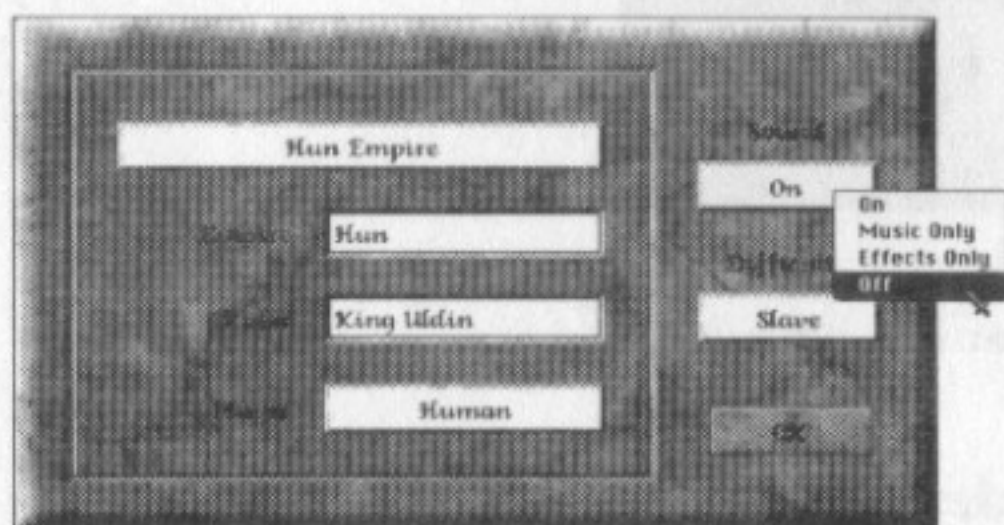 Hun Empire
Hun
King Uldin
Human
Sound
On
On
Music Only
Effects Only
Off
Slave
OK